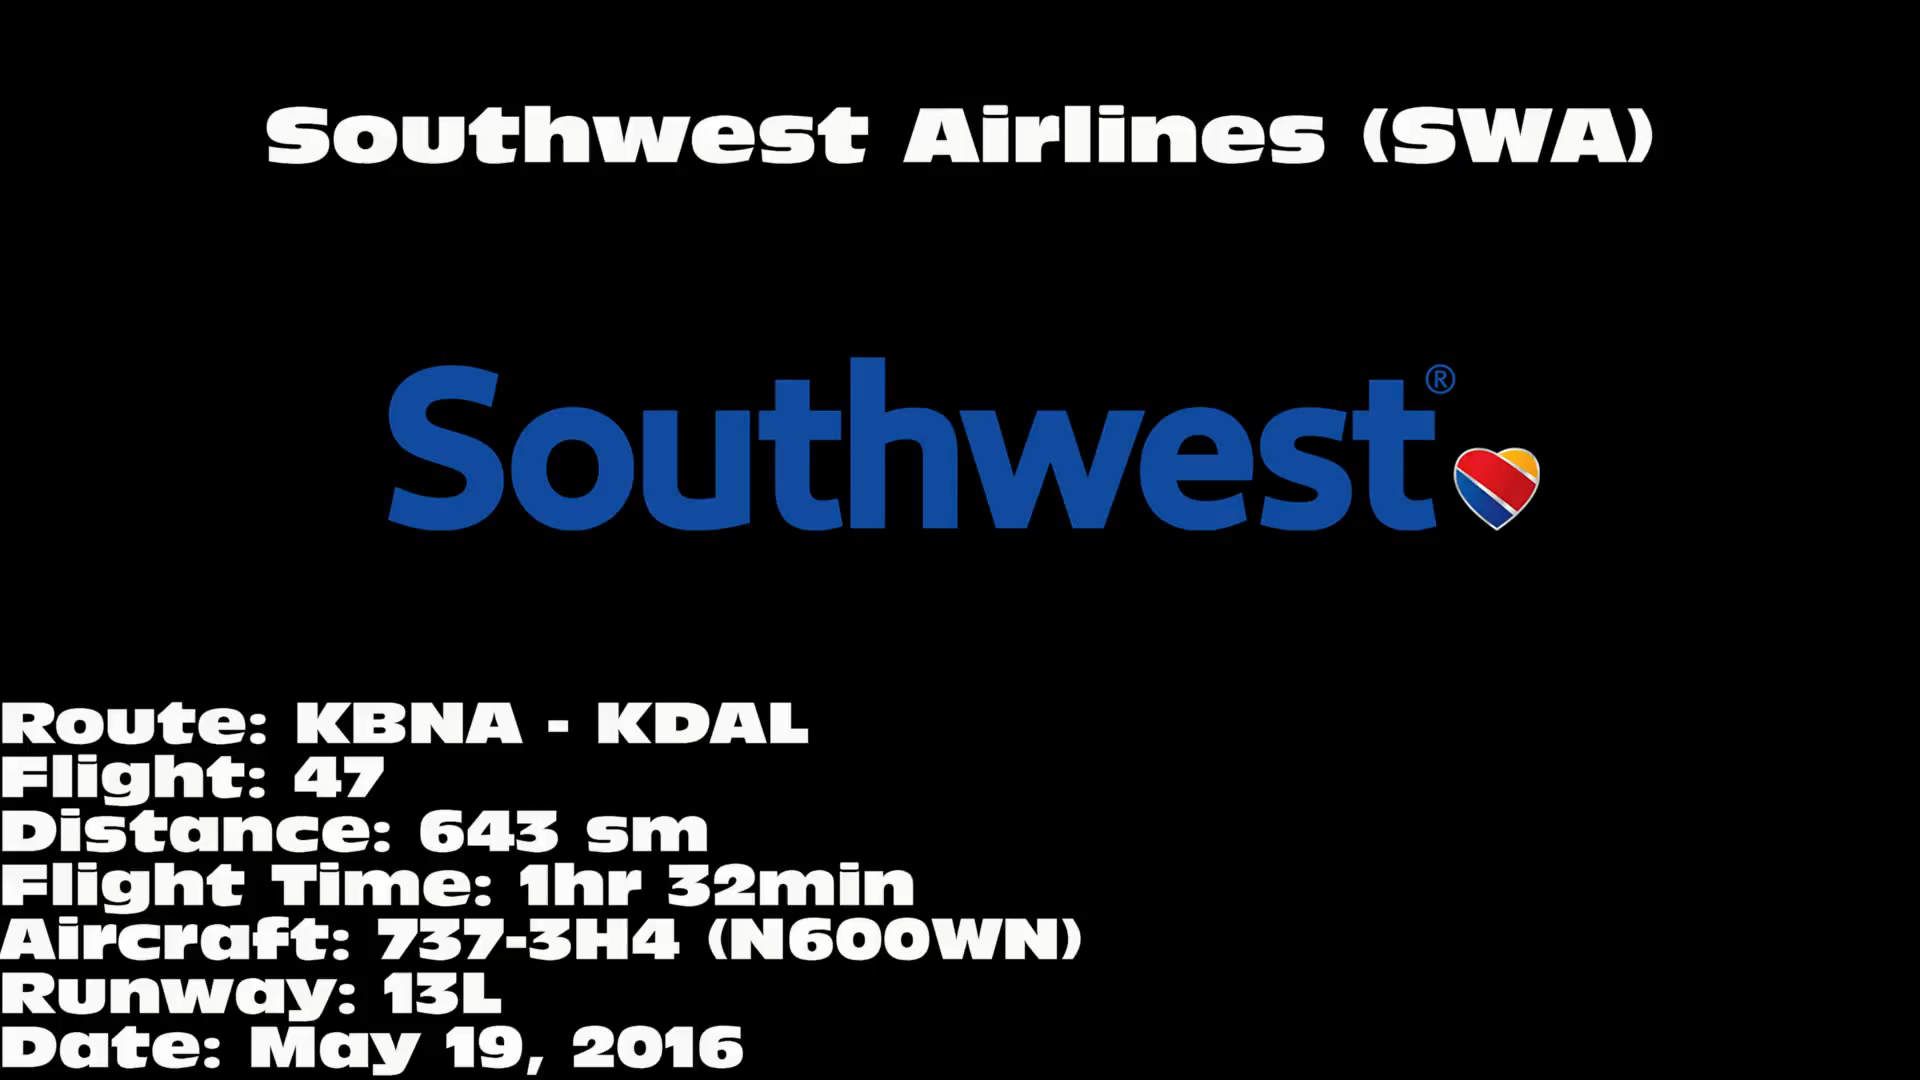 Southwest Airlines (SWA)
Southwest®
Route: KBNA - KDAL
Flight: 47
Distance: 643 sm
Flight Time: 1hr 32min
Aircraft: 737-3H4 (N600WN)
Runway: 13L
Date: May 19, 2016